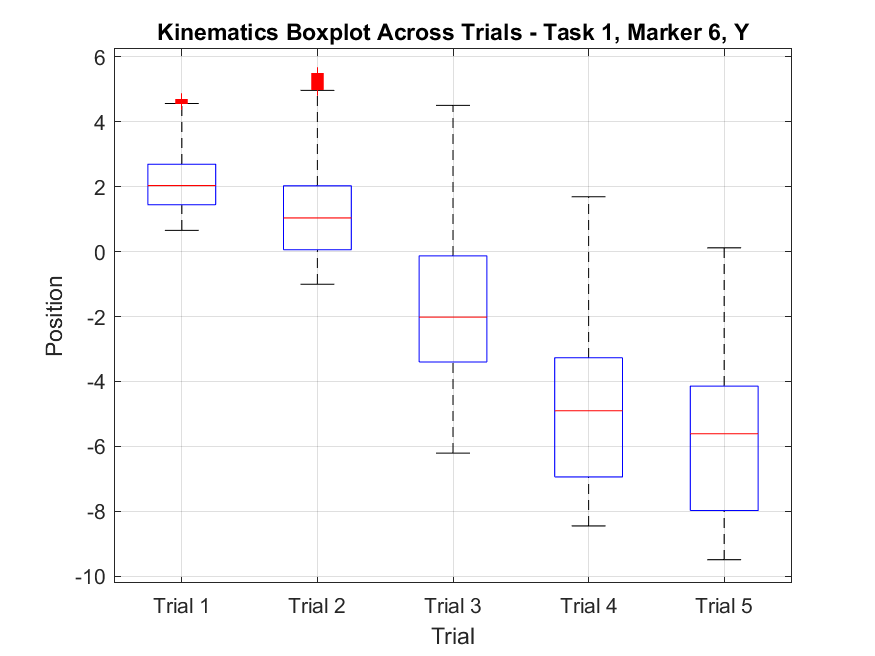 Kinematics Boxplot Across Trials - Task 1, Marker 6, Y
6
4
2
0
-2
-4
-6
-8
-10
Position
Trial 1 Trial 2 Trial 3 Trial 4 Trial 5
Trial